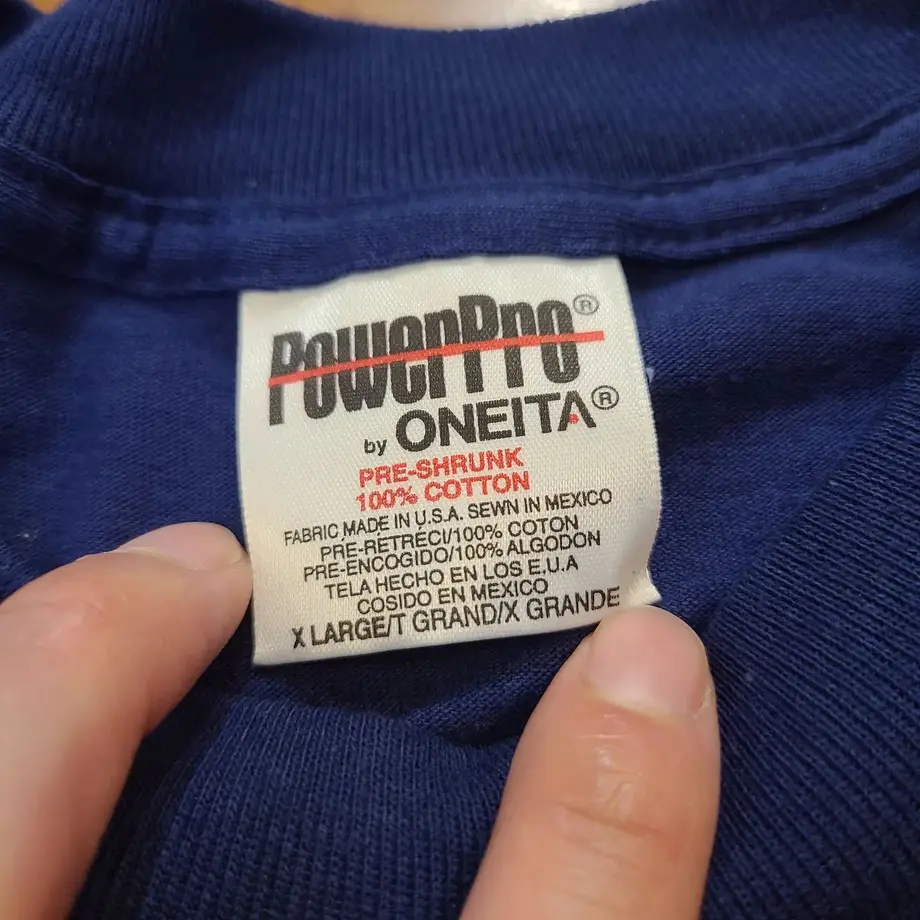 PowerPro®
by ONEITA®
PRE-SHRUNK
100% COTTON
FABRIC MADE IN U.S.A. SEWN IN MEXICO
PRE-RETRÉCI/100% COTON
PRE-ENCOGIDO/100% ALGODON
TELA HECHO EN LOS E.U.A
COSIDO EN MEXICO
X LARGE/T GRAND/X GRANDE